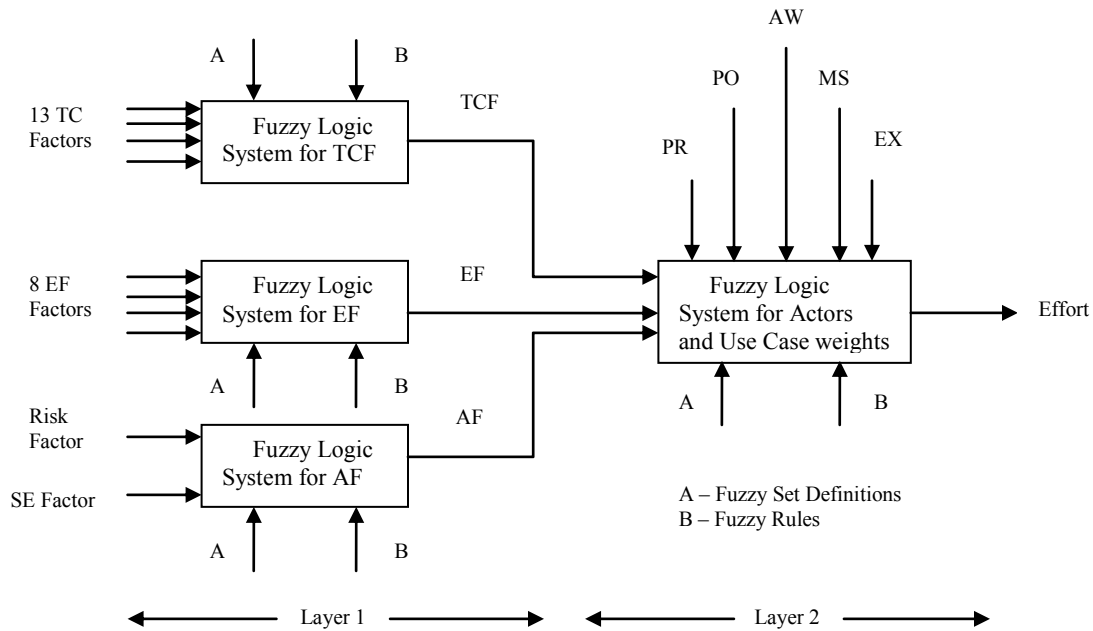 AW
A
B
PO
MS
TCF
13 TC
Factors
Fuzzy Logic
System for TCF
PR
EX
8 EF
Factors
Fuzzy Logic
System for EF
EF
Fuzzy Logic
System for Actors
and Use Case weights
Effort
A
B
A
B
Risk
Factor
AF
Fuzzy Logic
System for AF
SE Factor
A – Fuzzy Set Definitions
B – Fuzzy Rules
A
B
Layer 1
Layer 2